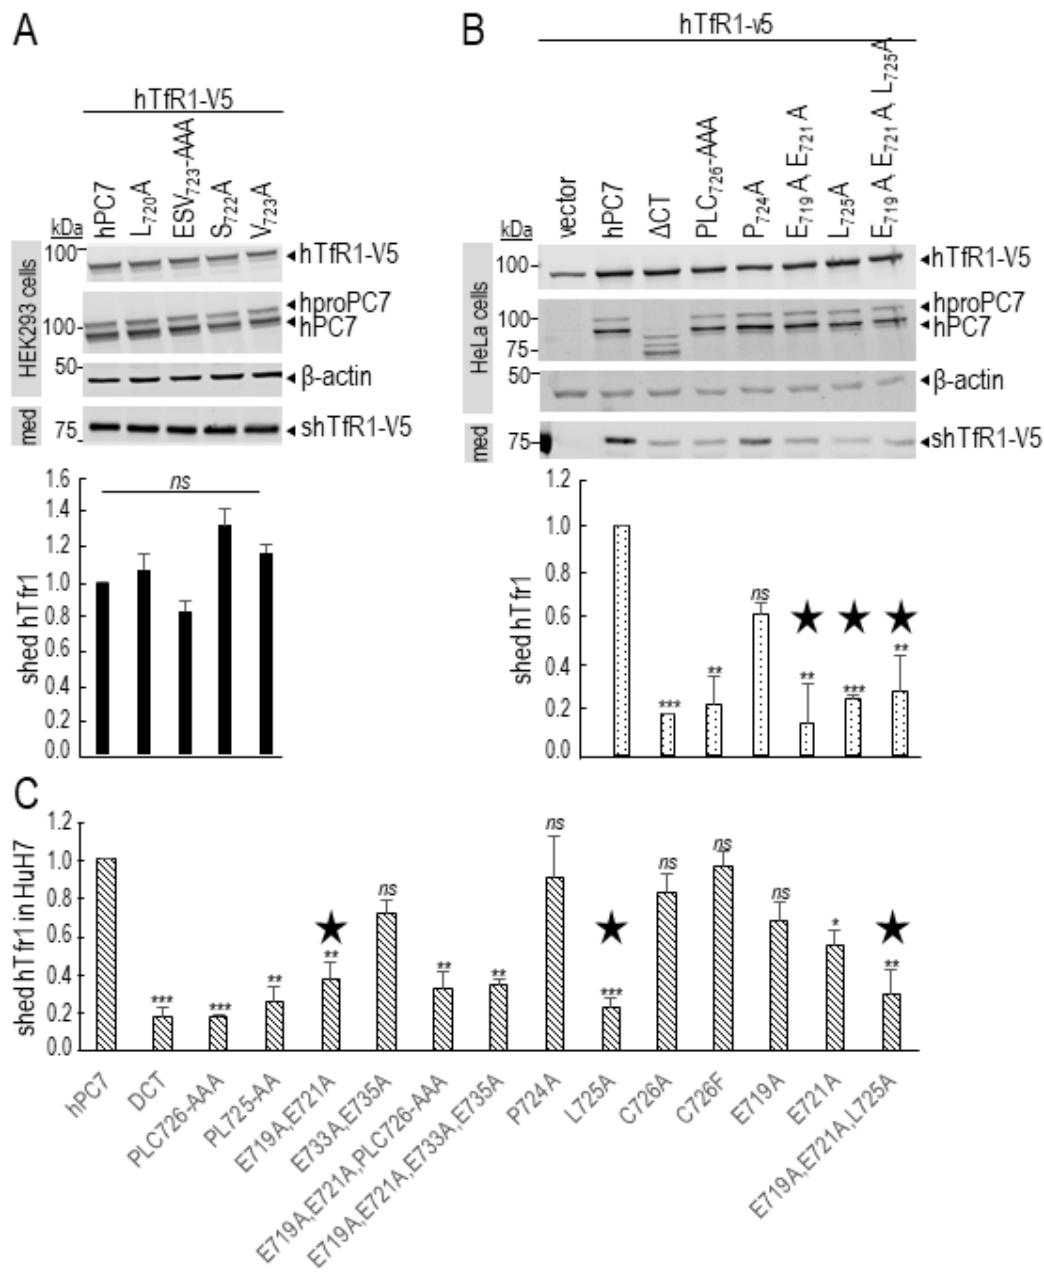 A
hTfR1-V5
hPC7
L720A
ESV723-AAA
S722A
V723A
kDa
HEK293 cells
100
hTfR1-V5
100
hproPC7
hPC7
50
β-actin
med
75
shTfR1-V5
ns
shed hTfr1
1.6
1.4
1.2
1.0
0.8
0.6
0.4
0.2
0.0
B
hTfR1-v5
vector
hPC7
ΔCT
PLC726-AAA
P724A
E719A, E721A
L725A
E719A, E721A, L725A
kDa
HeLa cells
100
hTfR1-V5
100
75
hproPC7
hPC7
50
β-actin
med
75
shTfR1-V5
shed hTfr1
1.2
1.0
0.8
0.6
0.4
0.2
0.0
***
**
ns
**
***
**
C
shed hTfr1 in HuH7
1.2
1.0
0.8
0.6
0.4
0.2
0.0
***
***
**
**
ns
**
**
ns
***
ns
ns
ns
*
**
hPC7
DCT
PLC726-AAA
PL725-AA
E719A,E721A
E733A,E735A
E719A,E721A,PLC726-AAA
E719A,E721A,E733A,E735A
P724A
L725A
C726A
C726F
E719A
E721A
E719A,E721A,L725A